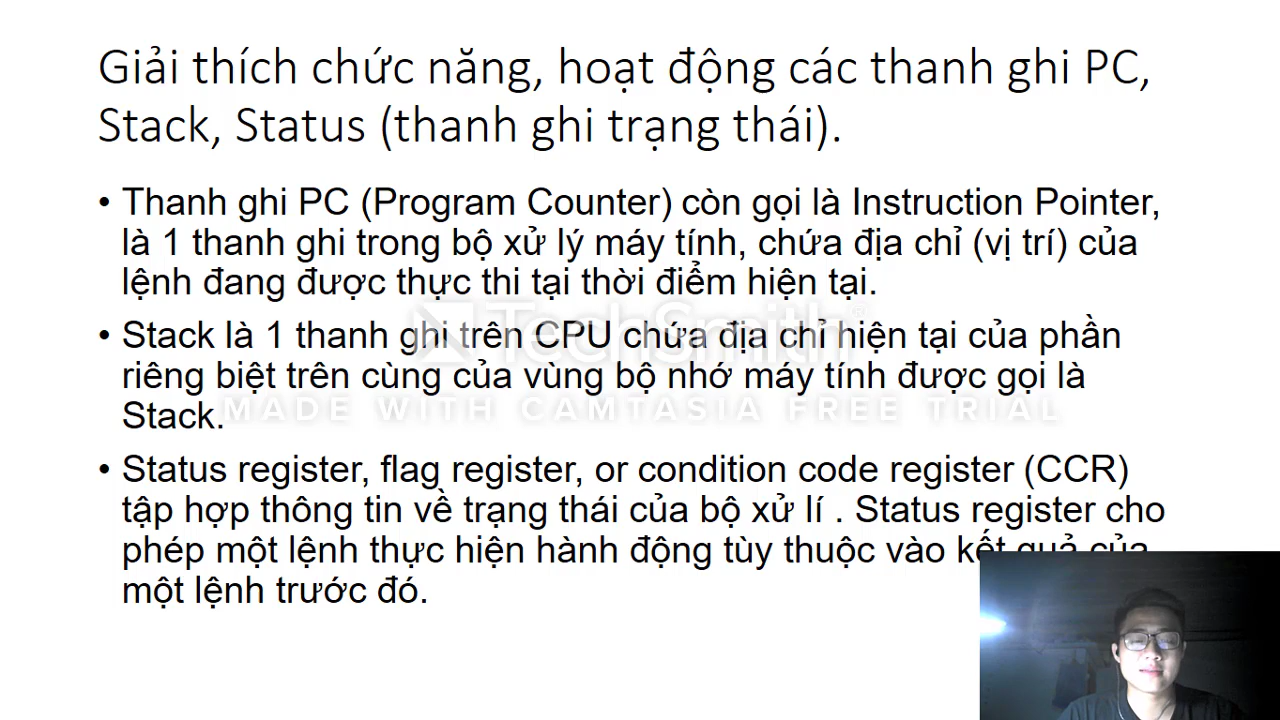 Giải thích chức năng, hoạt động các thanh ghi PC,
Stack, Status (thanh ghi trạng thái).
• Thanh ghi PC (Program Counter) còn gọi là Instruction Pointer,
là 1 thanh ghi trong bộ xử lý máy tính, chứa địa chỉ (vị trí) của
lệnh đang được thực thi tại thời điểm hiện tại.
• Stack là 1 thanh ghi trên CPU chứa địa chỉ hiện tại của phần
riêng biệt trên cùng của vùng bộ nhớ máy tính được gọi là
Stack.
TechSmith®
MADE WITH CAMTASIA FREE TRIAL
• Status register, flag register, or condition code register (CCR)
tập hợp thông tin về trạng thái của bộ xử lí . Status register cho
phép một lệnh thực hiện hành động tùy thuộc vào kết quả của
một lệnh trước đó.